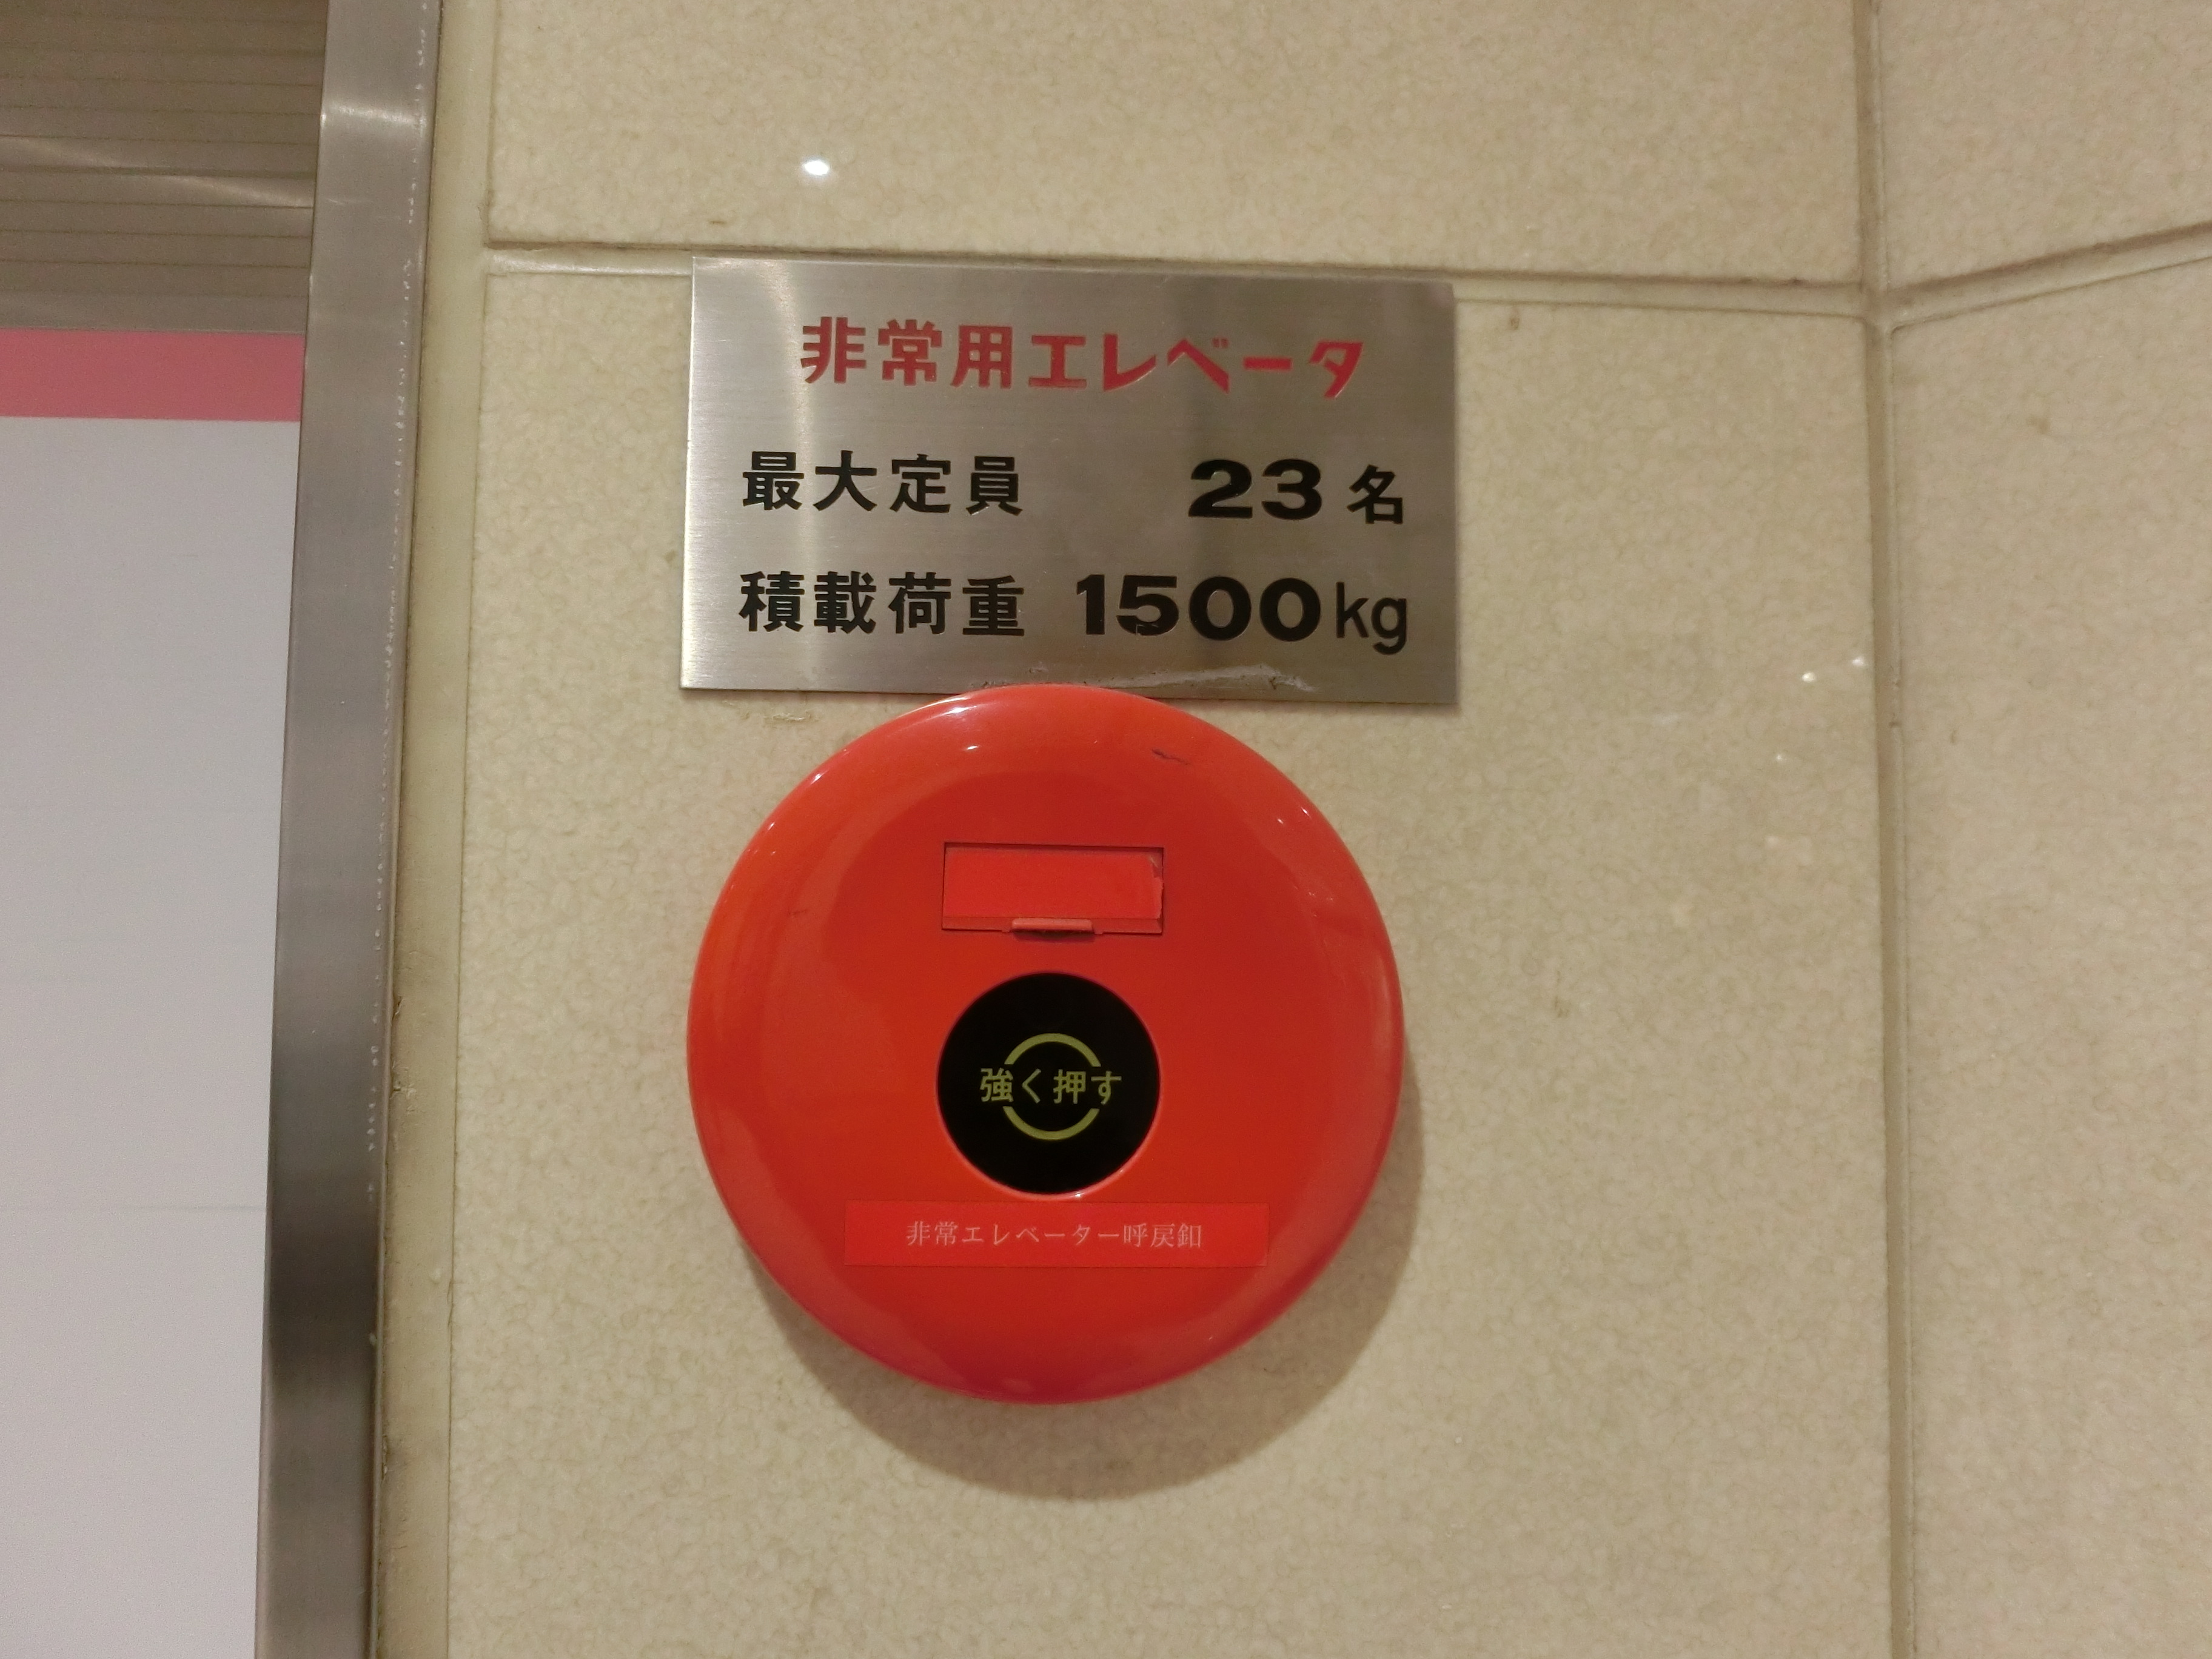 非常用エレベータ
最大定員 23名
積載荷重 1500kg
強く押す
非常エレベーター呼戻釦